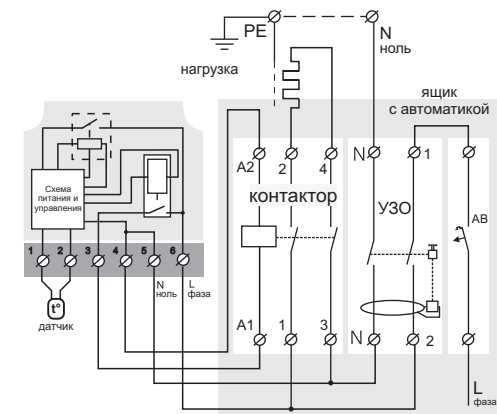 PE
N
ноль
нагрузка
ящик
с автоматикой
A2
2
4
N
1
контактор
УЗО
АВ
Схема
питания и
управления
1
2
3
4
5
6
N
ноль
L
фаза
t°
датчик
A1
1
3
N
2
L
фаза